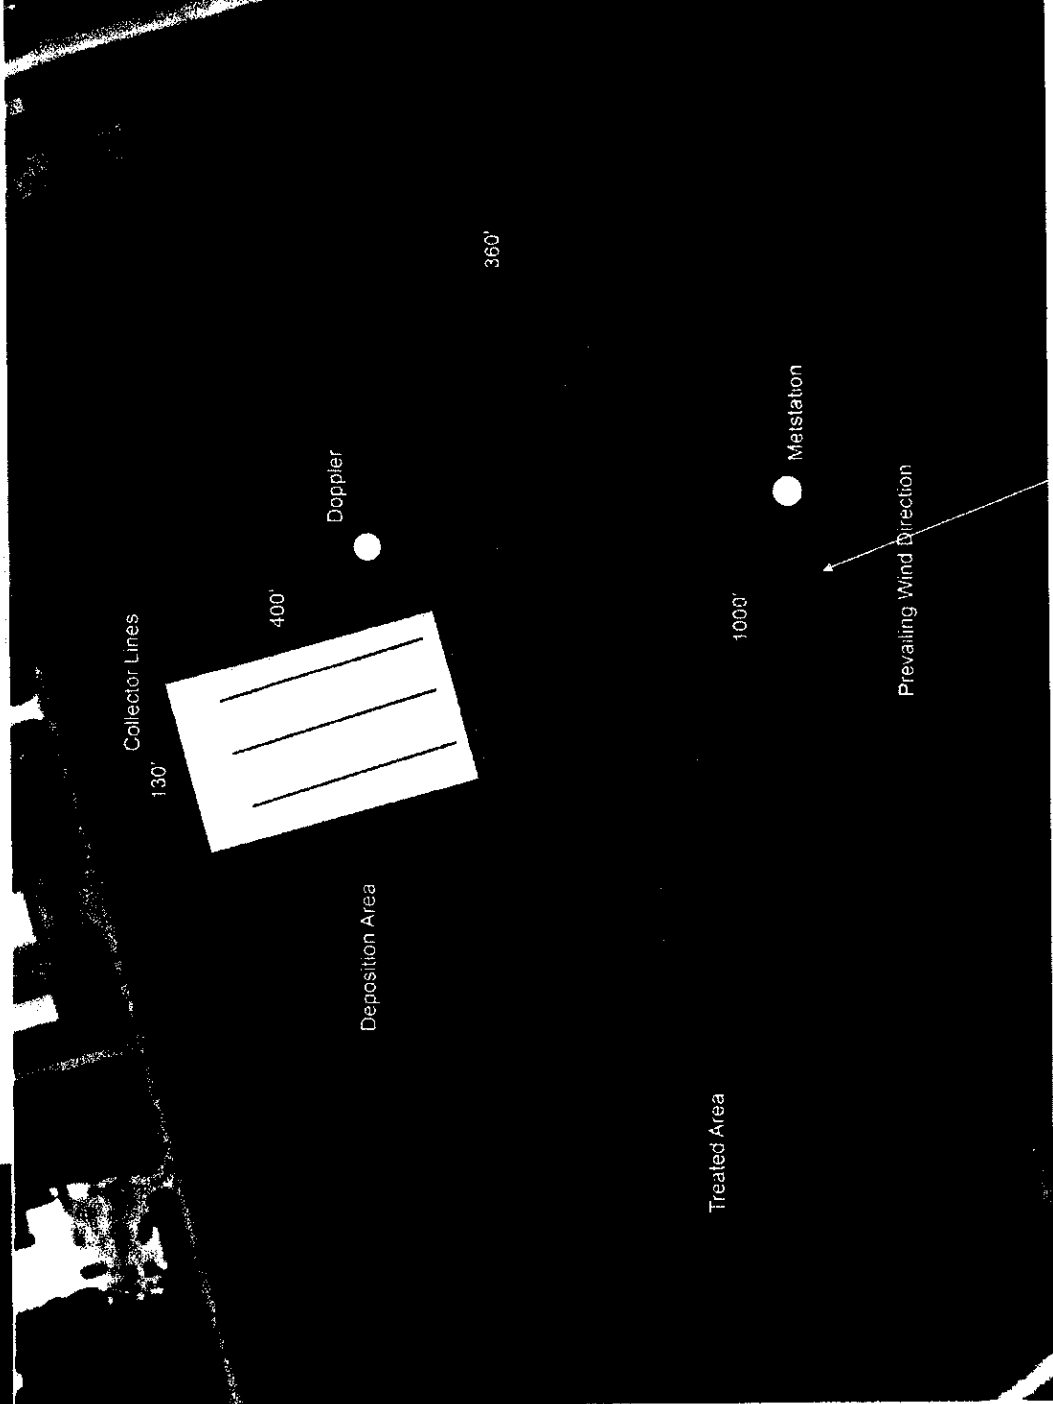 Collector Lines
130'
400'
Doppler
Deposition Area
360'
Treated Area
1000'
Metstation
Prevailing Wind Direction